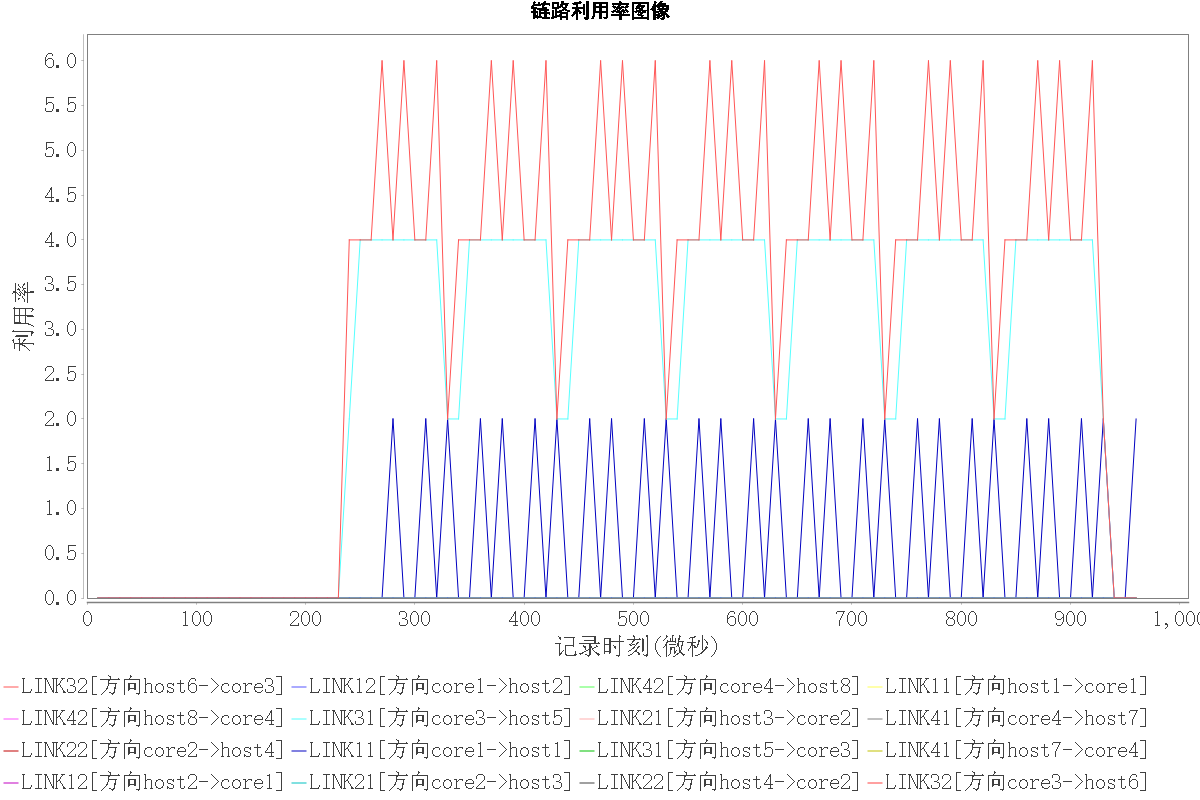 链路利用率图像
6.0
5.5
5.0
4.5
4.0
3.5
3.0
2.5
2.0
1.5
1.0
0.5
0.0
利用率
0 100 200 300 400 500 600 700 800 900 1,00
记录时刻(微秒)
LINK32[方向host6->core3] LINK12[方向core1->host2] LINK42[方向core4->host8] LINK11[方向host1->core1]
LINK42[方向host8->core4] LINK31[方向core3->host5] LINK21[方向host3->core2] LINK41[方向core4->host7]
LINK22[方向core2->host4] LINK11[方向core1->host1] LINK31[方向host5->core3] LINK41[方向host7->core4]
LINK12[方向host2->core1] LINK21[方向core2->host3] LINK22[方向host4->core2] LINK32[方向core3->host6]